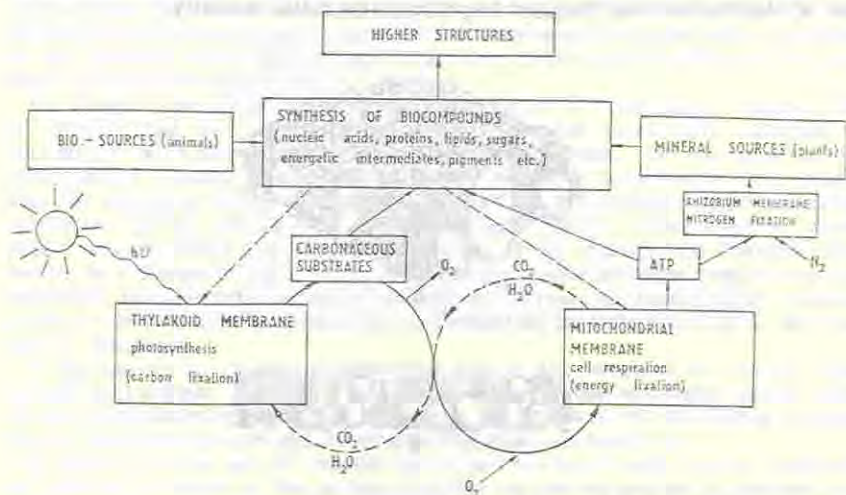 HIGHER STRUCTURES
SYNTHESIS OF BIOCOMPOUNDS
(nucleic acids, proteins, lipids, sugars,
energetic intermediates, pigments etc.)
BIO.- SOURCES (animals)
MINERAL SOURCES (plants)
RHIZOBIUM MEMBRANE
NITROGEN FIXATION
hν
CARBONACEOUS
SUBSTRATES
O₂
CO₂
H₂O
ATP
N₂
THYLAKOID MEMBRANE
photosynthesis
(carbon fixation)
MITOCHONDRIAL
MEMBRANE
cell respiration
(energy fixation)
CO₂
H₂O
O₂